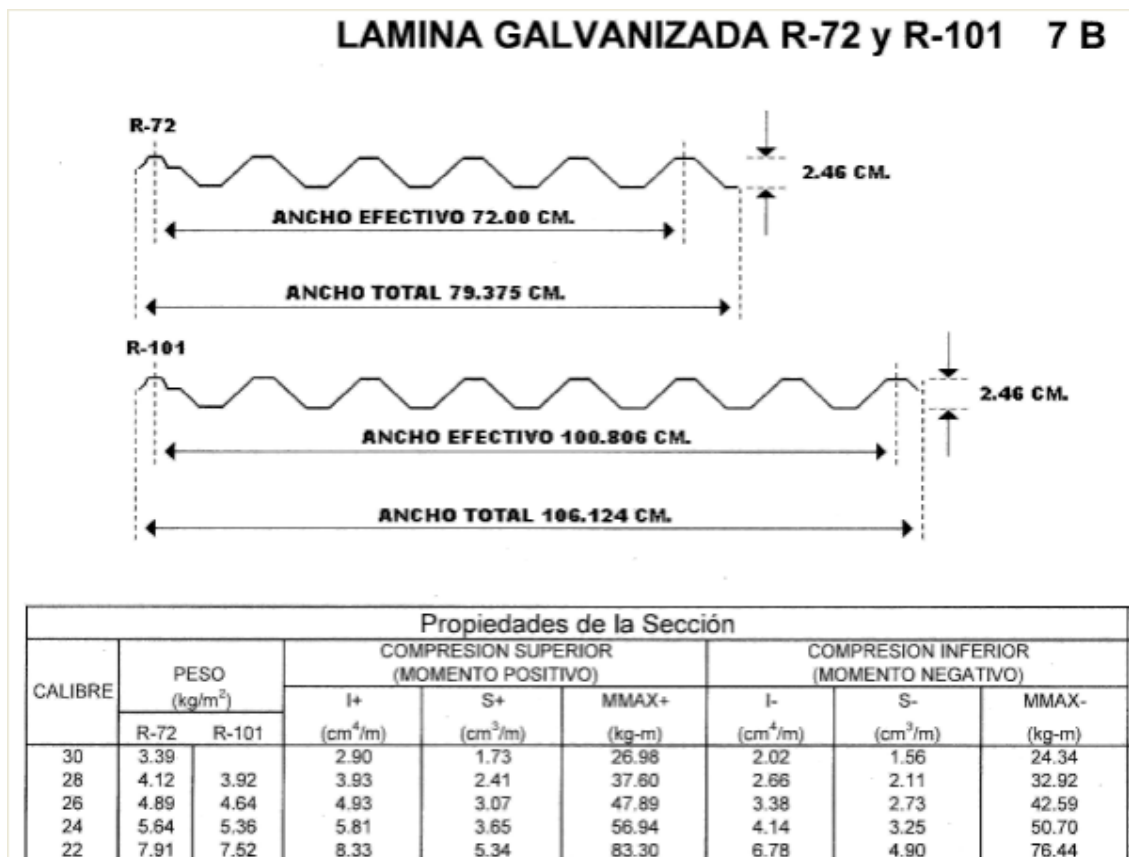 LAMINA GALVANIZADA R-72 y R-101 7 B
R-72
2.46 CM.
ANCHO EFECTIVO 72.00 CM.
ANCHO TOTAL 79.375 CM.
R-101
2.46 CM.
ANCHO EFECTIVO 100.806 CM.
ANCHO TOTAL 106.124 CM.
Propiedades de la Sección
CALIBRE PESO (kg/m²) COMPRESION SUPERIOR (MOMENTO POSITIVO) COMPRESION INFERIOR (MOMENTO NEGATIVO)
I+ S+ MMAX+ I- S- MMAX-
R-72 R-101 (cm⁴/m) (cm³/m) (kg-m) (cm⁴/m) (cm³/m) (kg-m)
30 3.39 2.90 1.73 26.98 2.02 1.56 24.34
28 4.12 3.92 3.93 2.41 37.60 2.66 2.11 32.92
26 4.89 4.64 4.93 3.07 47.89 3.38 2.73 42.59
24 5.64 5.36 5.81 3.65 56.94 4.14 3.25 50.70
22 7.91 7.52 8.33 5.34 83.30 6.78 4.90 76.44